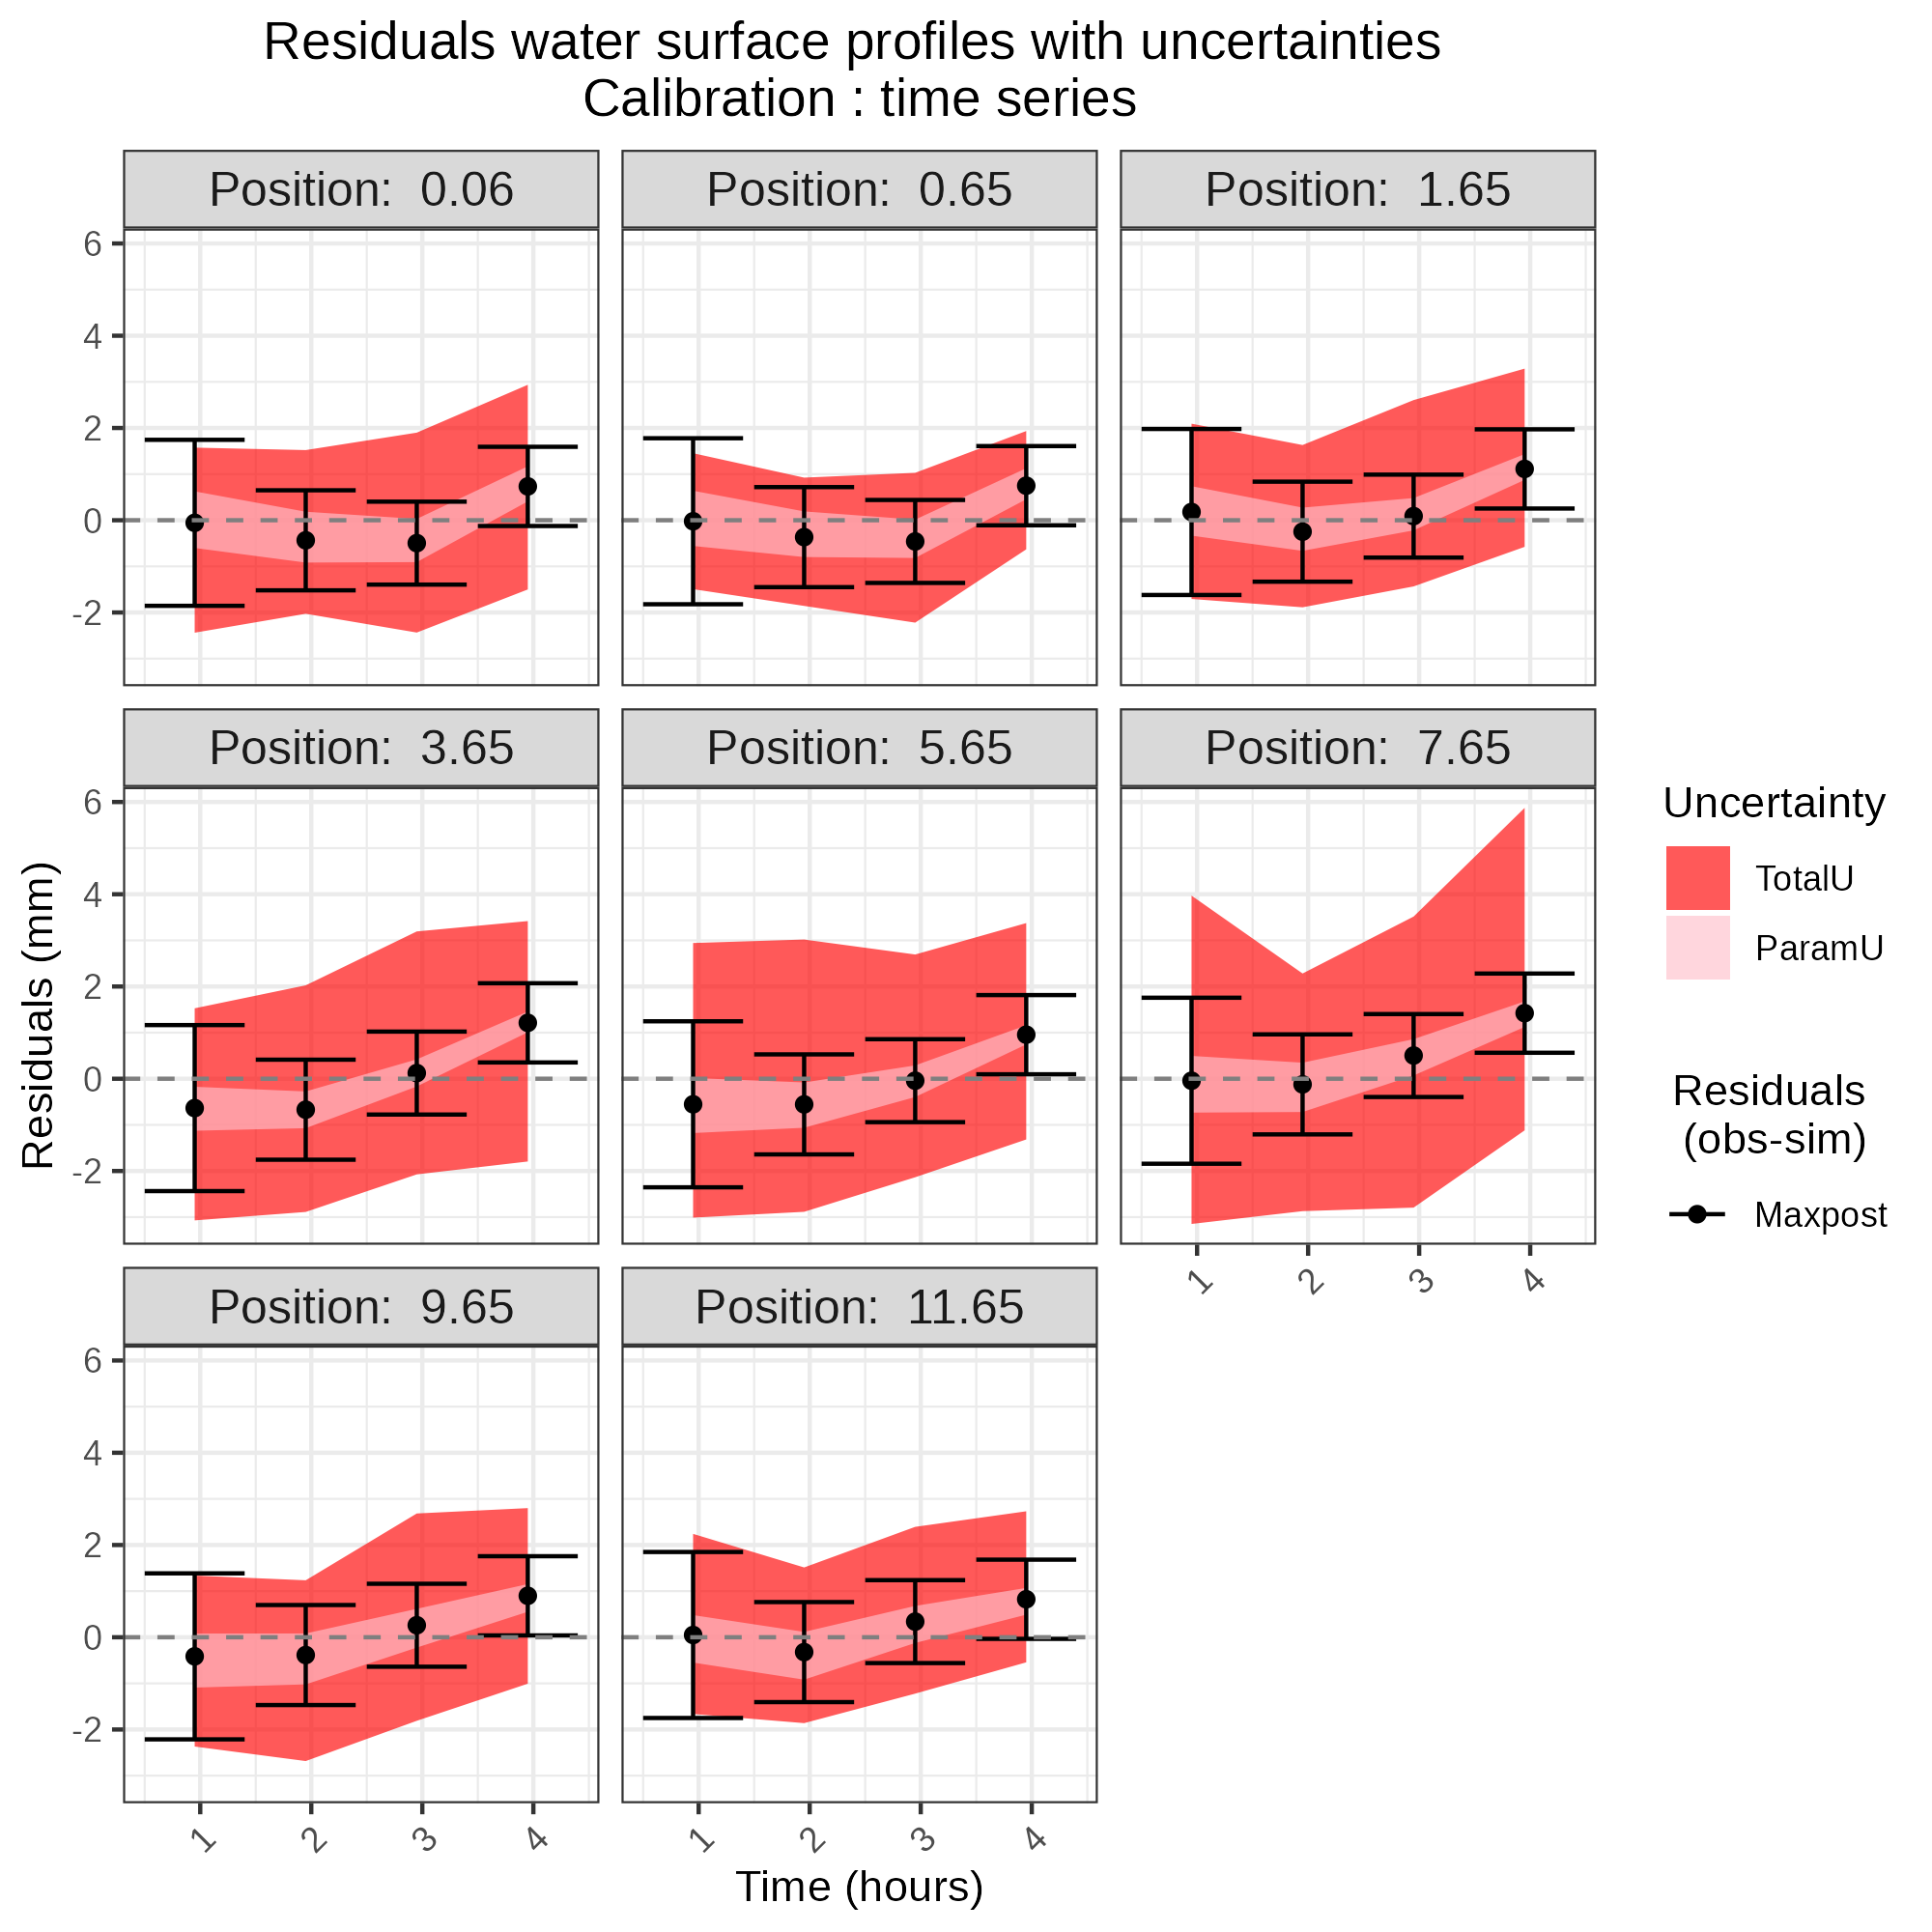 Residuals water surface profiles with uncertainties
Calibration : time series
Position: 0.06
Position: 0.65
Position: 1.65
6
4
2
0
-2
Position: 3.65
Position: 5.65
Position: 7.65
6
4
2
0
-2
1
2
3
4
Position: 9.65
Position: 11.65
6
4
2
0
-2
1
2
3
4
1
2
3
4
Time (hours)
Residuals (mm)
Uncertainty
TotalU
ParamU
Residuals
(obs-sim)
Maxpost